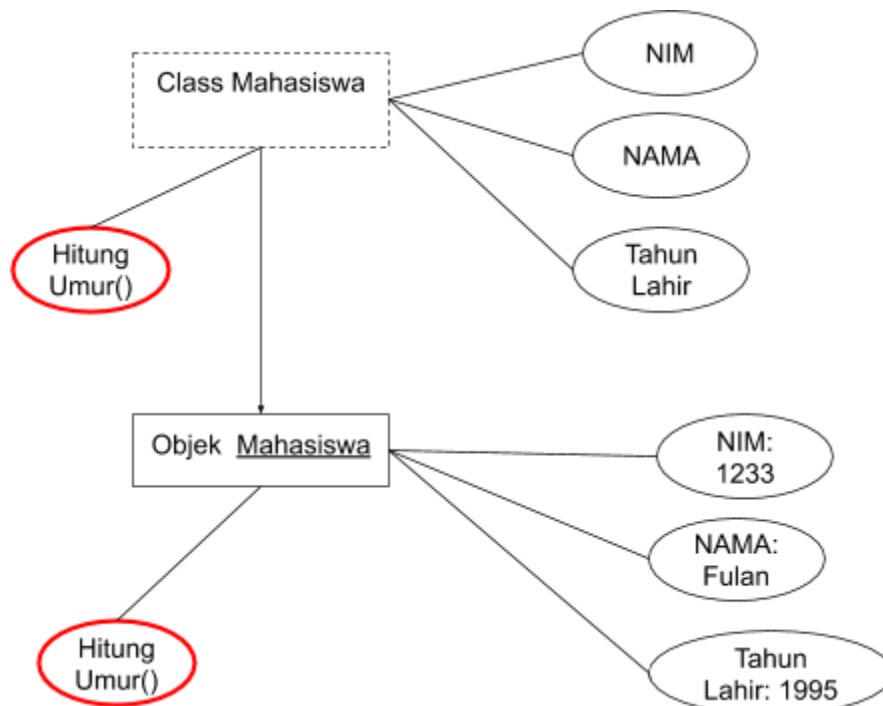 Class Mahasiswa
NIM
NAMA
Tahun
Lahir
Hitung
Umur()
Objek Mahasiswa
NIM:
1233
NAMA:
Fulan
Tahun
Lahir: 1995
Hitung
Umur()